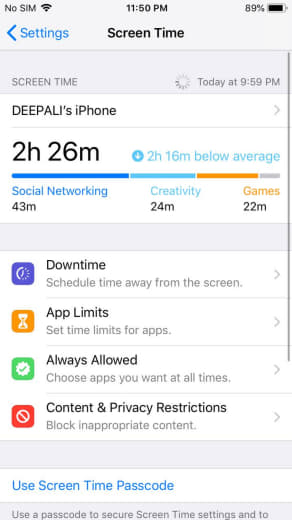 No SIM 11:50 PM 89%
Settings Screen Time
SCREEN TIME Today at 9:59 PM
DEEPALI's iPhone
2h 26m 2h 16m below average
Social Networking Creativity Games
43m 24m 22m
Downtime
Schedule time away from the screen.
App Limits
Set time limits for apps.
Always Allowed
Choose apps you want at all times.
Content & Privacy Restrictions
Block inappropriate content.
Use Screen Time Passcode
Use a passcode to secure Screen Time settings and to